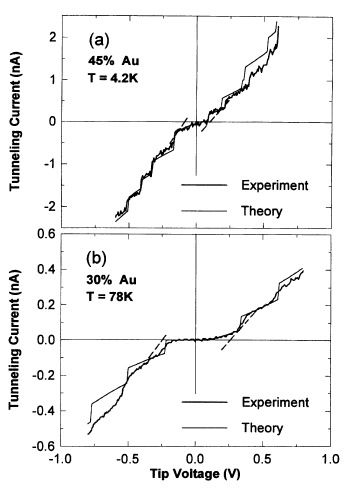 (a)
45% Au
T = 4.2K
2
1
0
-1
-2
Tunneling Current (nA)
Experiment
Theory
(b)
30% Au
T = 78K
0.6
0.4
0.2
0.0
-0.2
-0.4
-0.6
Tunneling Current (nA)
Experiment
Theory
-1.0 -0.5 0.0 0.5 1.0
Tip Voltage (V)